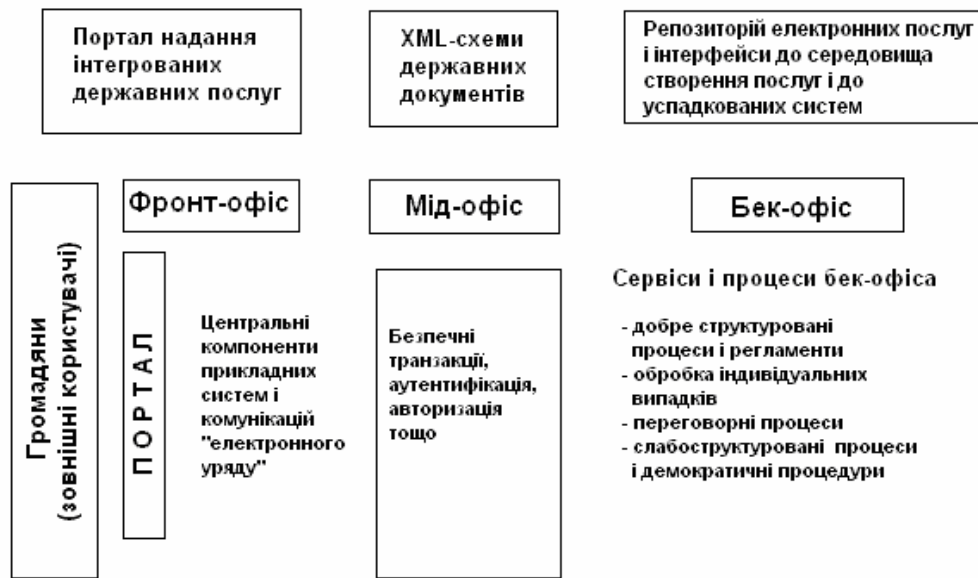 Портал надання
інтегрованих
державних послуг
XML-схеми
державних
документів
Репозиторій електронних послуг
і інтерфейси до середовища
створення послуг і до
успадкованих систем
Громадяни
(зовнішні користувачі)
Фронт-офіс
Мід-офіс
Бек-офіс
ПОРТАЛ
Центральні
компоненти
прикладних
систем і
комунікацій
"електронного
уряду"
Безпечні
транзакції,
аутентифікація,
авторизація
тощо
Сервіси і процеси бек-офіса
- добре структуровані
процеси і регламенти
- обробка індивідуальних
випадків
- переговорні процеси
- слабоструктуровані процеси
і демократичні процедури